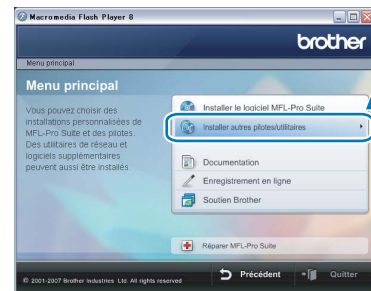 Macromedia Flash Player 8
brother
Menu principal
Menu principal
Vous pouvez choisir des
installations personnalisées de
MFL-Pro Suite et des pilotes.
Des utilitaires de réseau et
logiciels supplémentaires
peuvent aussi être installés.
Installer le logiciel MFL-Pro Suite
Installer autres pilotes/utilitaires
Documentation
Enregistrement en ligne
Soutien Brother
Réparer MFL-Pro Suite
© 2001-2007 Brother Industries Ltd. All rights reserved
Précédent
Quitter